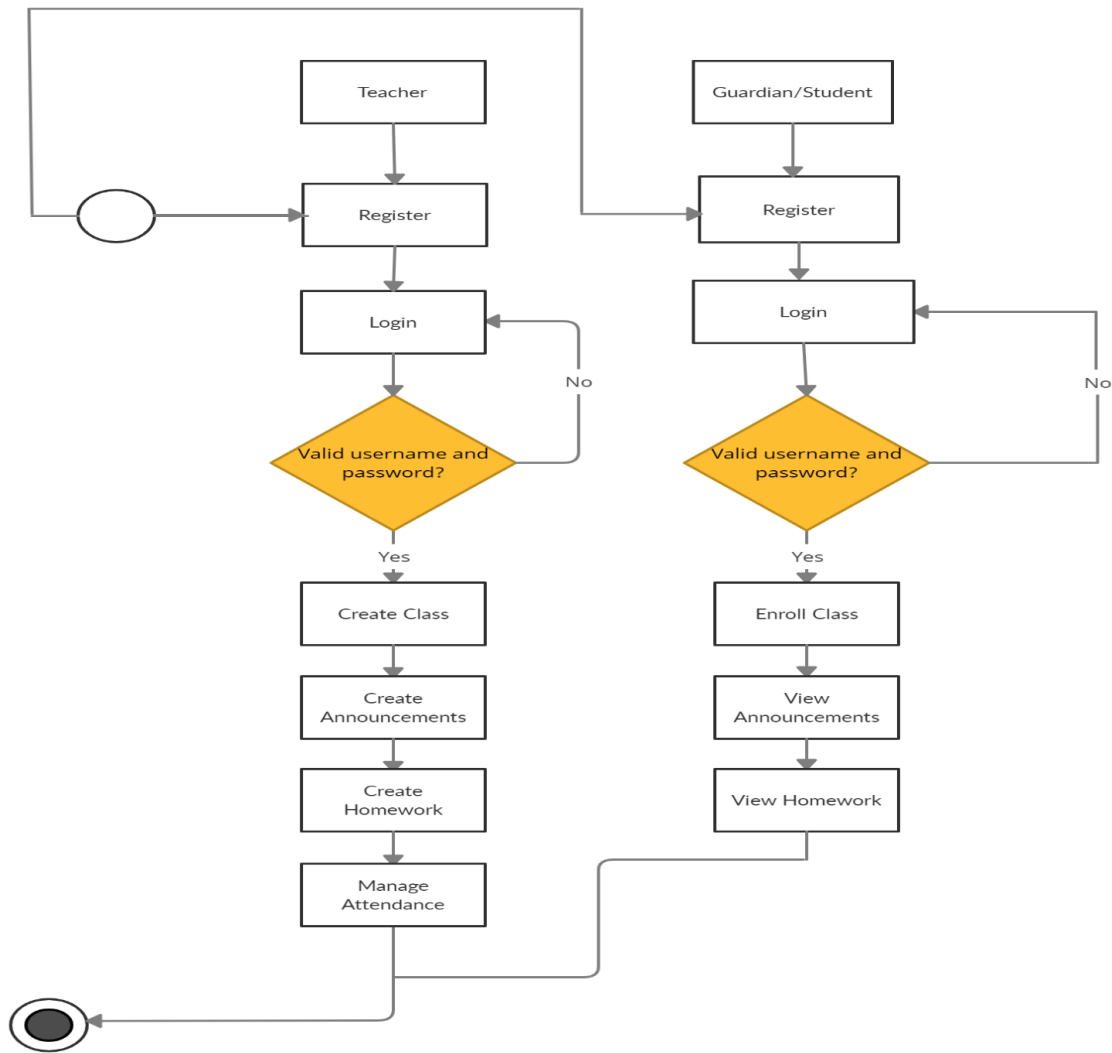 Teacher
Guardian/Student
Register
Register
Login
Login
No
No
Valid username and
password?
Valid username and
password?
Yes
Yes
Create Class
Enroll Class
Create
Announcements
View
Announcements
Create
Homework
View Homework
Manage
Attendance